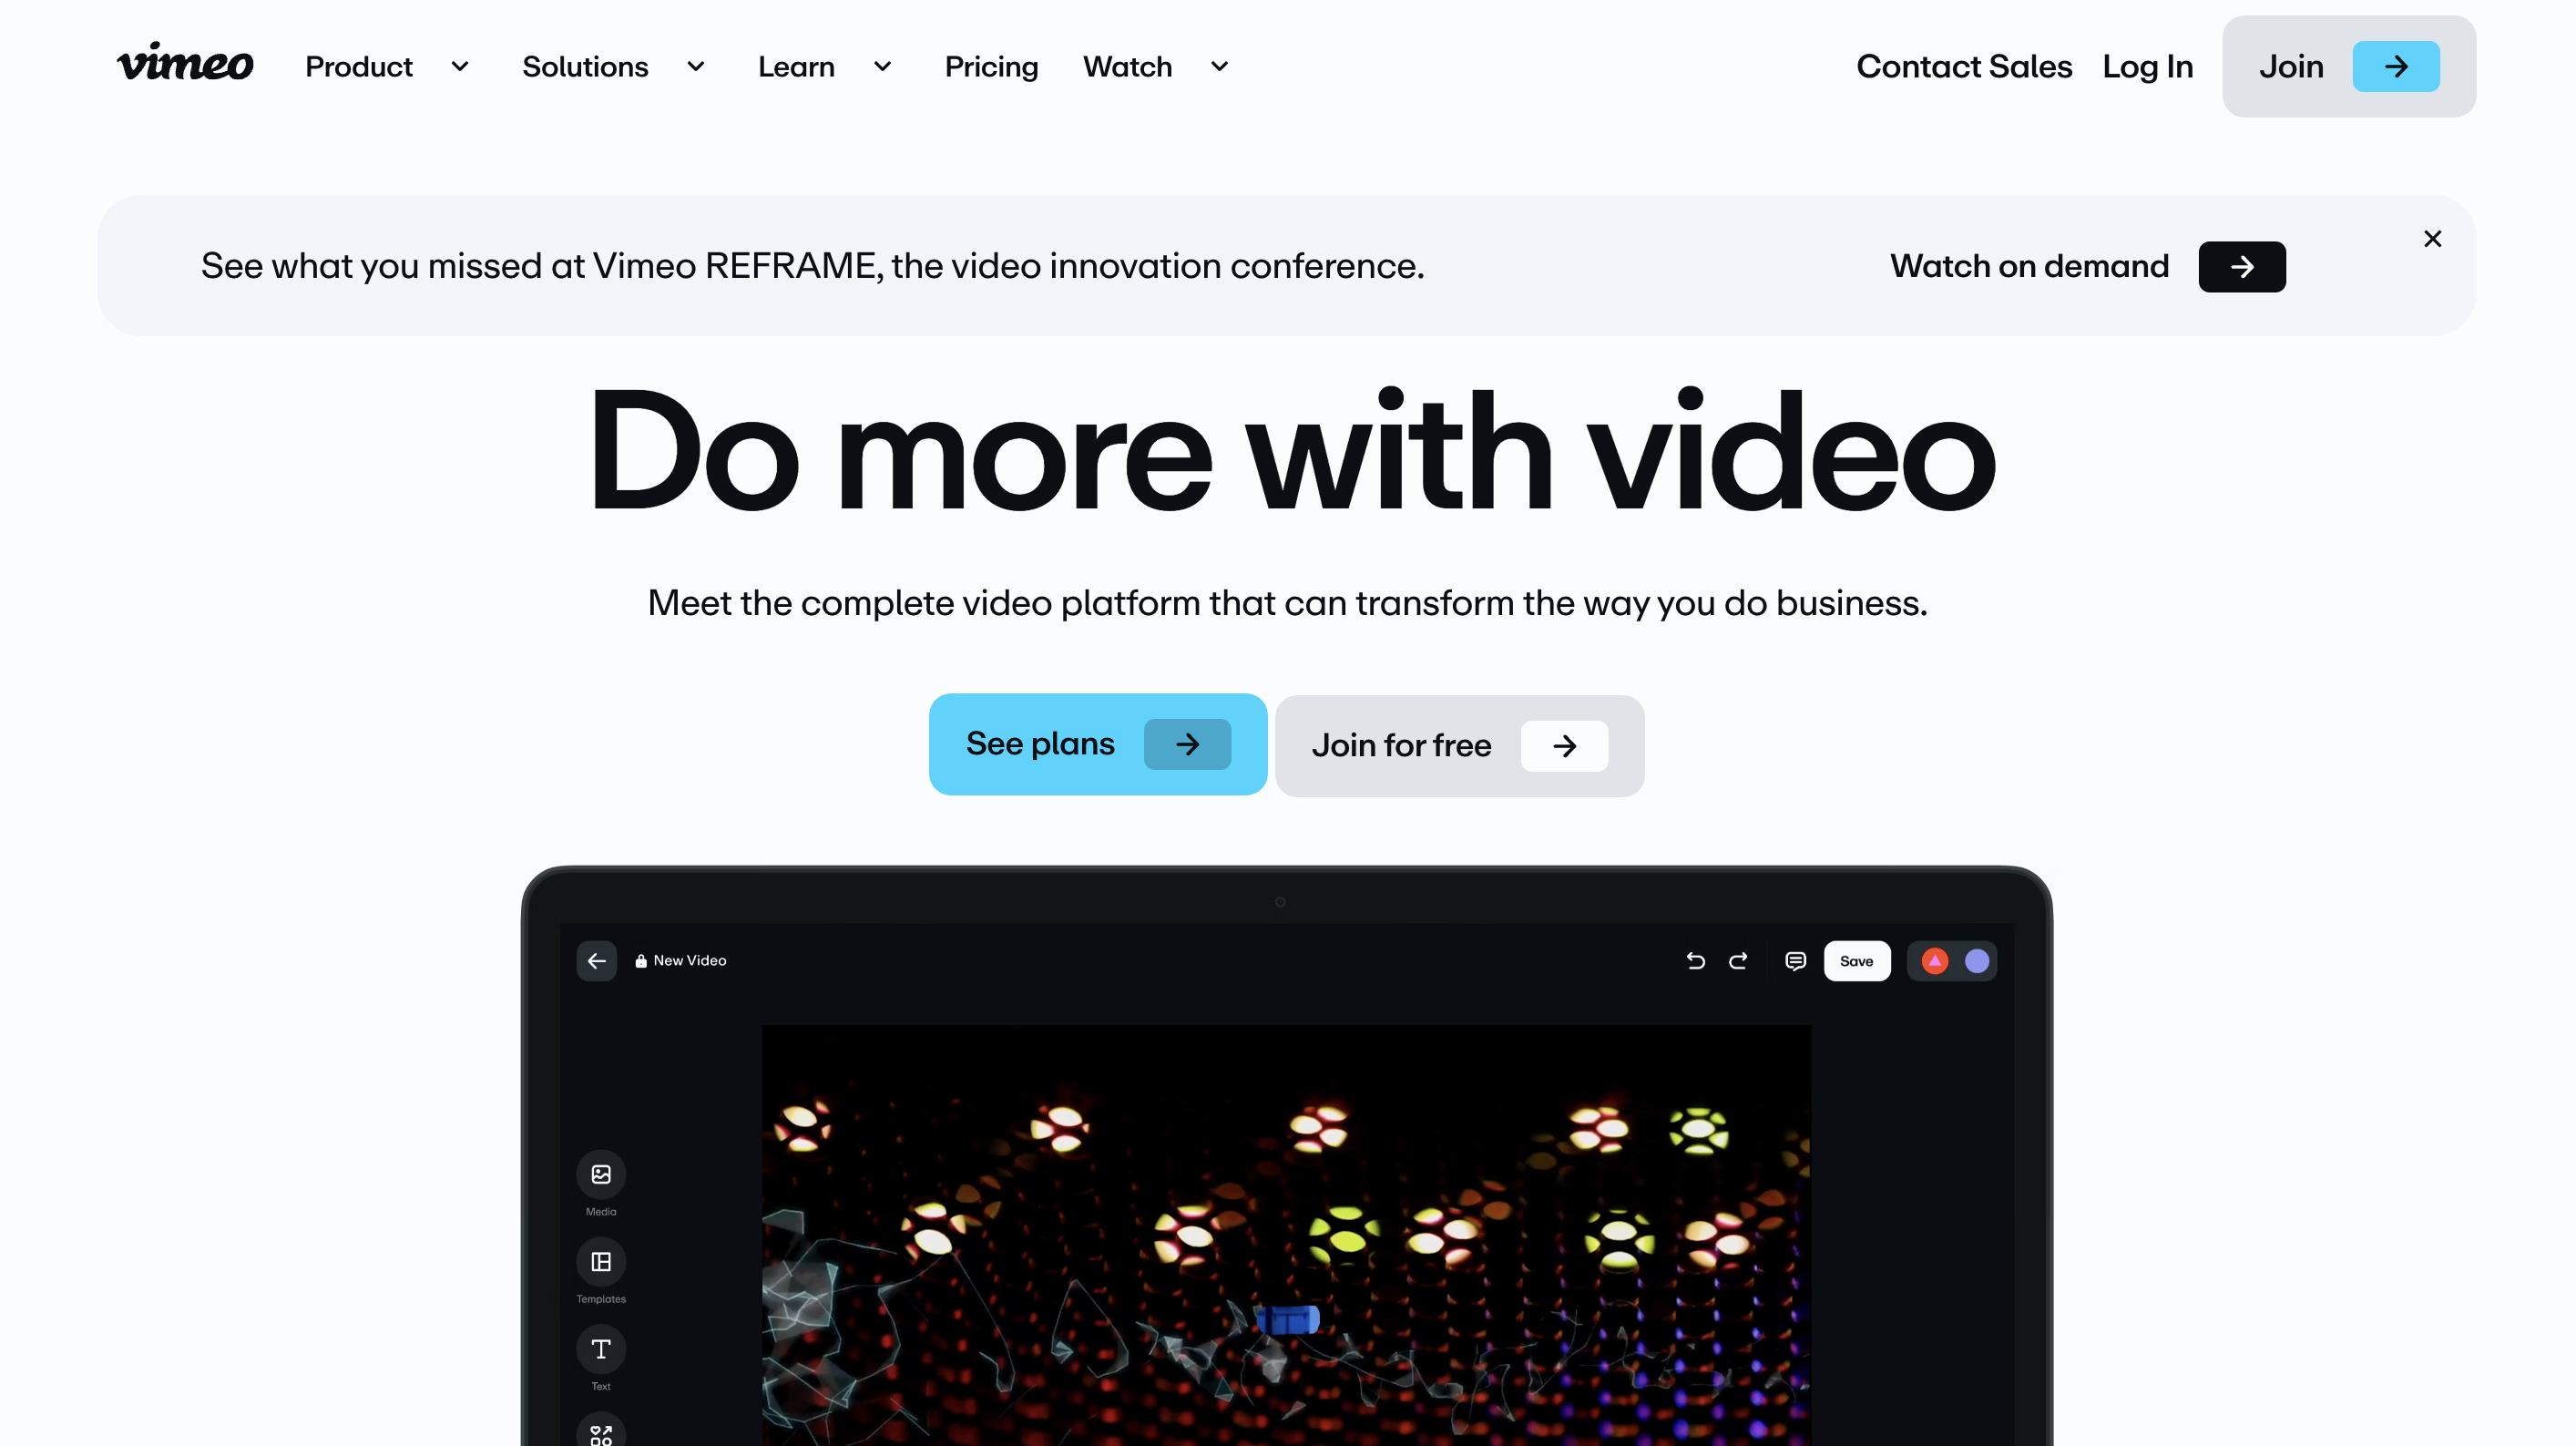 vimeo Product Solutions Learn Pricing Watch Contact Sales Log In Join
See what you missed at Vimeo REFRAME, the video innovation conference. Watch on demand
Do more with video
Meet the complete video platform that can transform the way you do business.
See plans Join for free
New Video Save
Media
Templates
Text